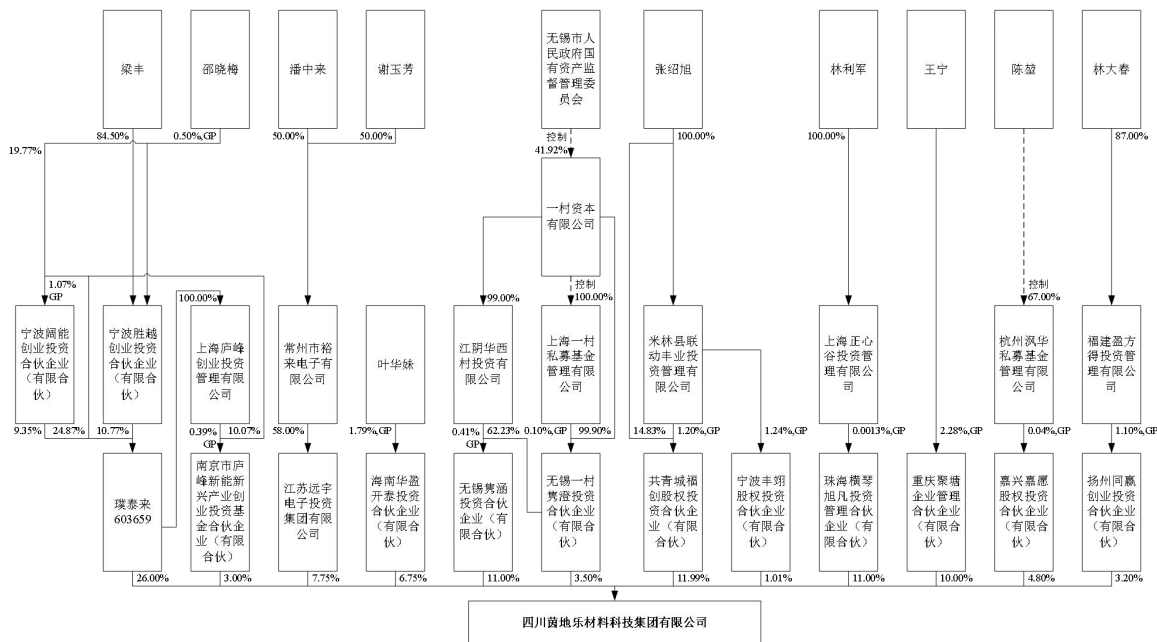 梁丰
邵晓梅
潘中来
谢玉芳
无锡市人
民政府国
有资产监
督管理委
员会
张绍旭
林利军
王宁
陈堃
林大春
84.50%
0.50%,GP
50.00%
50.00%
控制
41.92%
100.00%
100.00%
87.00%
19.77%
一村资本
有限公司
1.07%
GP
100.00%
99.00%
控制
100.00%
控制
67.00%
宁波阔能
创业投资
合伙企业
（有限合
伙）
宁波胜越
创业投资
合伙企业
（有限合
伙）
上海庐峰
创业投资
管理有限
公司
常州市裕
来电子有
限公司
叶华妹
江阴华西
村投资有
限公司
上海一村
私募基金
管理有限
公司
米林县联
动丰业投
资管理有
限公司
上海正心
谷投资管
理有限公
司
杭州沨华
私募基金
管理有限
公司
福建盈方
得投资管
理有限公
司
9.35%
24.87%
10.77%
0.39%
GP
10.07%
58.00%
1.79%,GP
0.41%
GP
62.23%
0.10%,GP
99.90%
14.83%
1.20%,GP
1.24%,GP
0.0013%,GP
2.28%,GP
0.04%,GP
1.10%,GP
璞泰来
603659
南京市庐
峰新能新
兴产业创
业投资基
金合伙企
业（有限
合伙）
江苏远宇
电子投资
集团有限
公司
海南华盈
开泰投资
合伙企业
（有限合
伙）
无锡隽涵
投资合伙
企业（有
限合伙）
无锡一村
隽澄投资
合伙企业
（有限合
伙）
共青城福
创股权投
资合伙企
业（有限
合伙）
宁波丰翊
股权投资
合伙企业
（有限合
伙）
珠海横琴
旭凡投资
管理合伙
企业（有
限合伙）
重庆聚塘
企业管理
合伙企业
（有限合
伙）
嘉兴嘉愿
股权投资
合伙企业
（有限合
伙）
扬州同赢
创业投资
合伙企业
（有限合
伙）
26.00%
3.00%
7.75%
6.75%
11.00%
3.50%
11.99%
1.01%
11.00%
10.00%
4.80%
3.20%
四川茵地乐材料科技集团有限公司